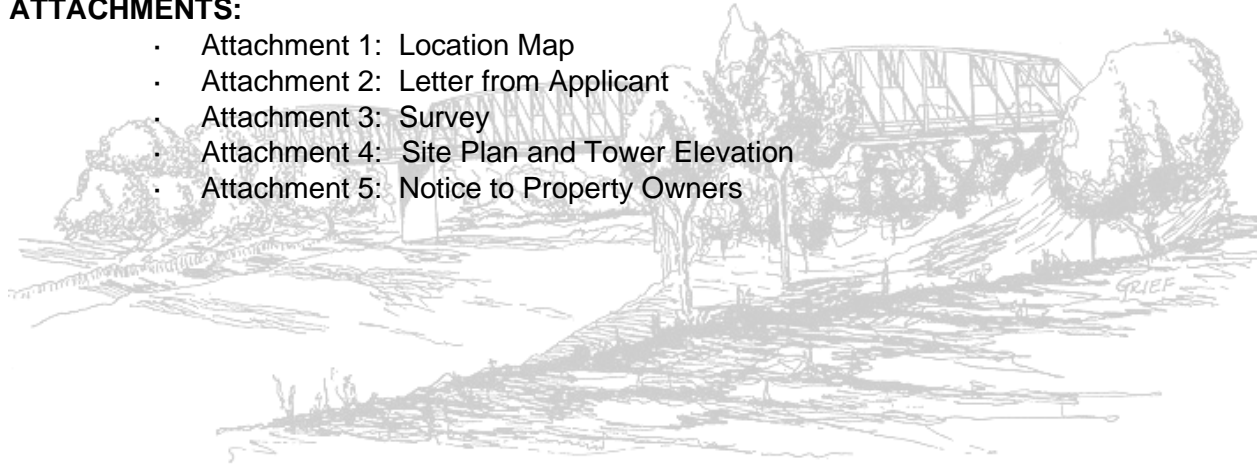 ATTACHMENTS:
· Attachment 1: Location Map
· Attachment 2: Letter from Applicant
· Attachment 3: Survey
· Attachment 4: Site Plan and Tower Elevation
· Attachment 5: Notice to Property Owners
GRIEF